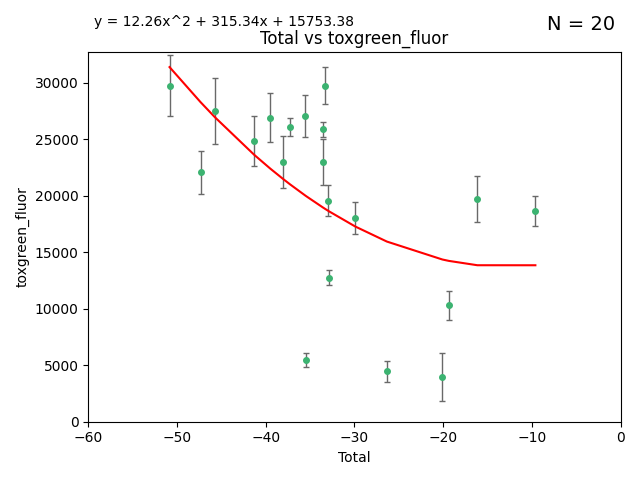 y = 12.26x^2 + 315.34x + 15753.38
N = 20
Total vs toxgreen_fluor
toxgreen_fluor
30000
25000
20000
15000
10000
5000
0
−60
−50
−40
−30
−20
−10
0
Total